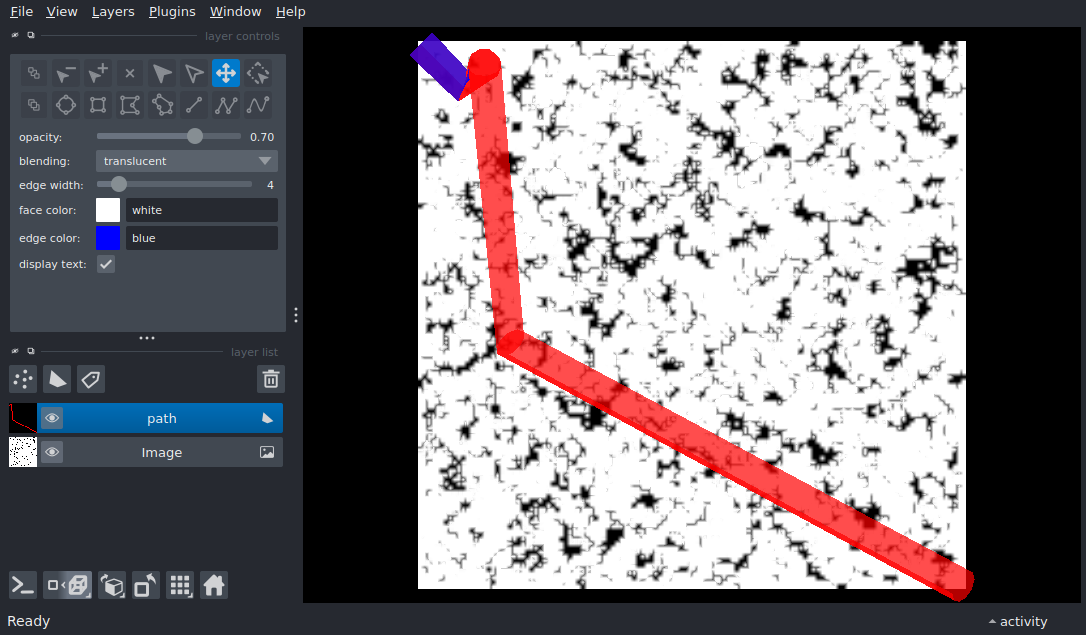 File View Layers Plugins Window Help
layer controls
opacity: 0.70
blending: translucent
edge width: 4
face color: white
edge color: blue
display text:
layer list
path
Image
Ready
activity